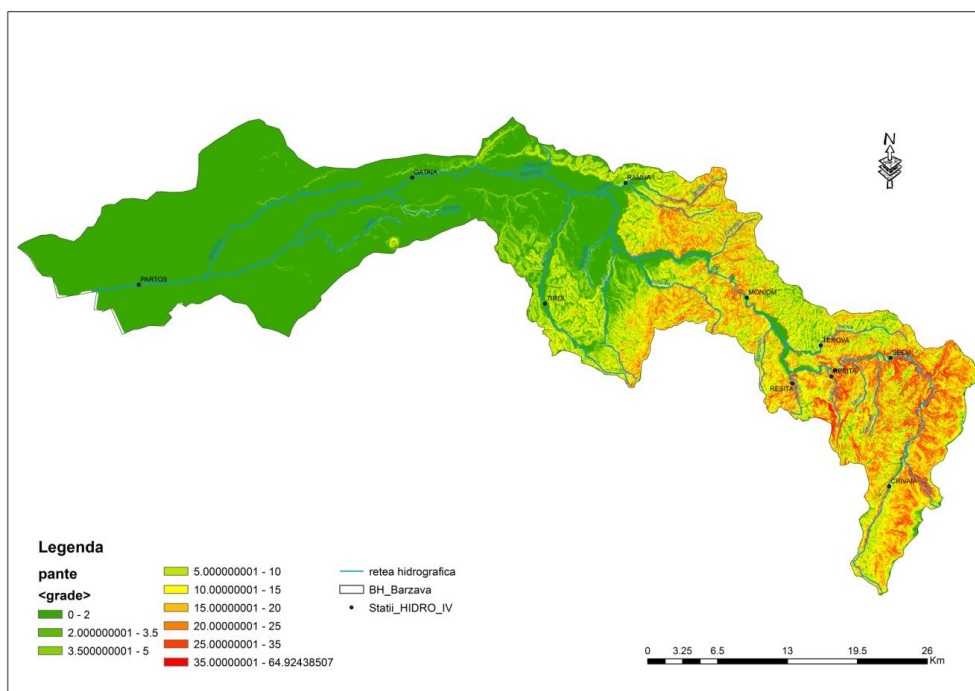 N
GATAIA
RAMNA
PARTOS
TIROL
MONIOM
TEROVA
SECU
RESITA
RESITA
CRIVAIA
Legenda
pante
<grade>
0 - 2
2.000000001 - 3.5
3.500000001 - 5
5.000000001 - 10
10.00000001 - 15
15.00000001 - 20
20.00000001 - 25
25.00000001 - 35
35.00000001 - 64.92438507
retea hidrografica
BH_Barzava
Statii_HIDRO_IV
0 3.25 6.5 13 19.5 26
Km